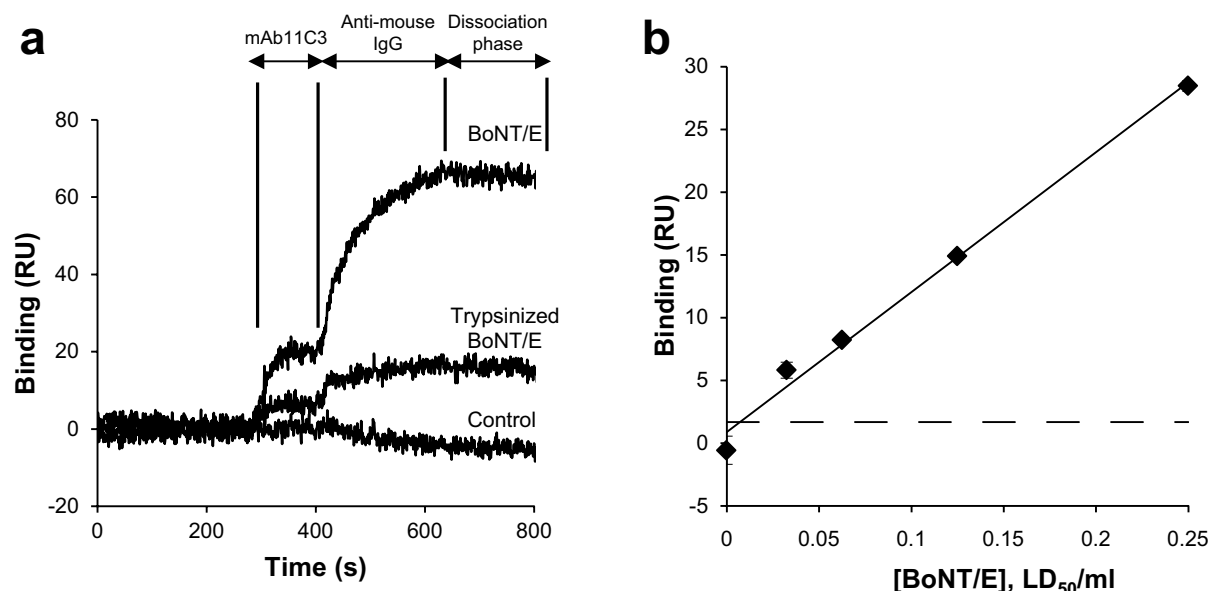 a
mAb11C3
Anti-mouse
IgG
Dissociation
phase
80
60
40
20
0
-20
Binding (RU)
BoNT/E
Trypsinized
BoNT/E
Control
0
200
400
600
800
Time (s)
b
30
25
20
15
10
5
0
-5
Binding (RU)
0
0.05
0.1
0.15
0.2
0.25
[BoNT/E], LD50/ml